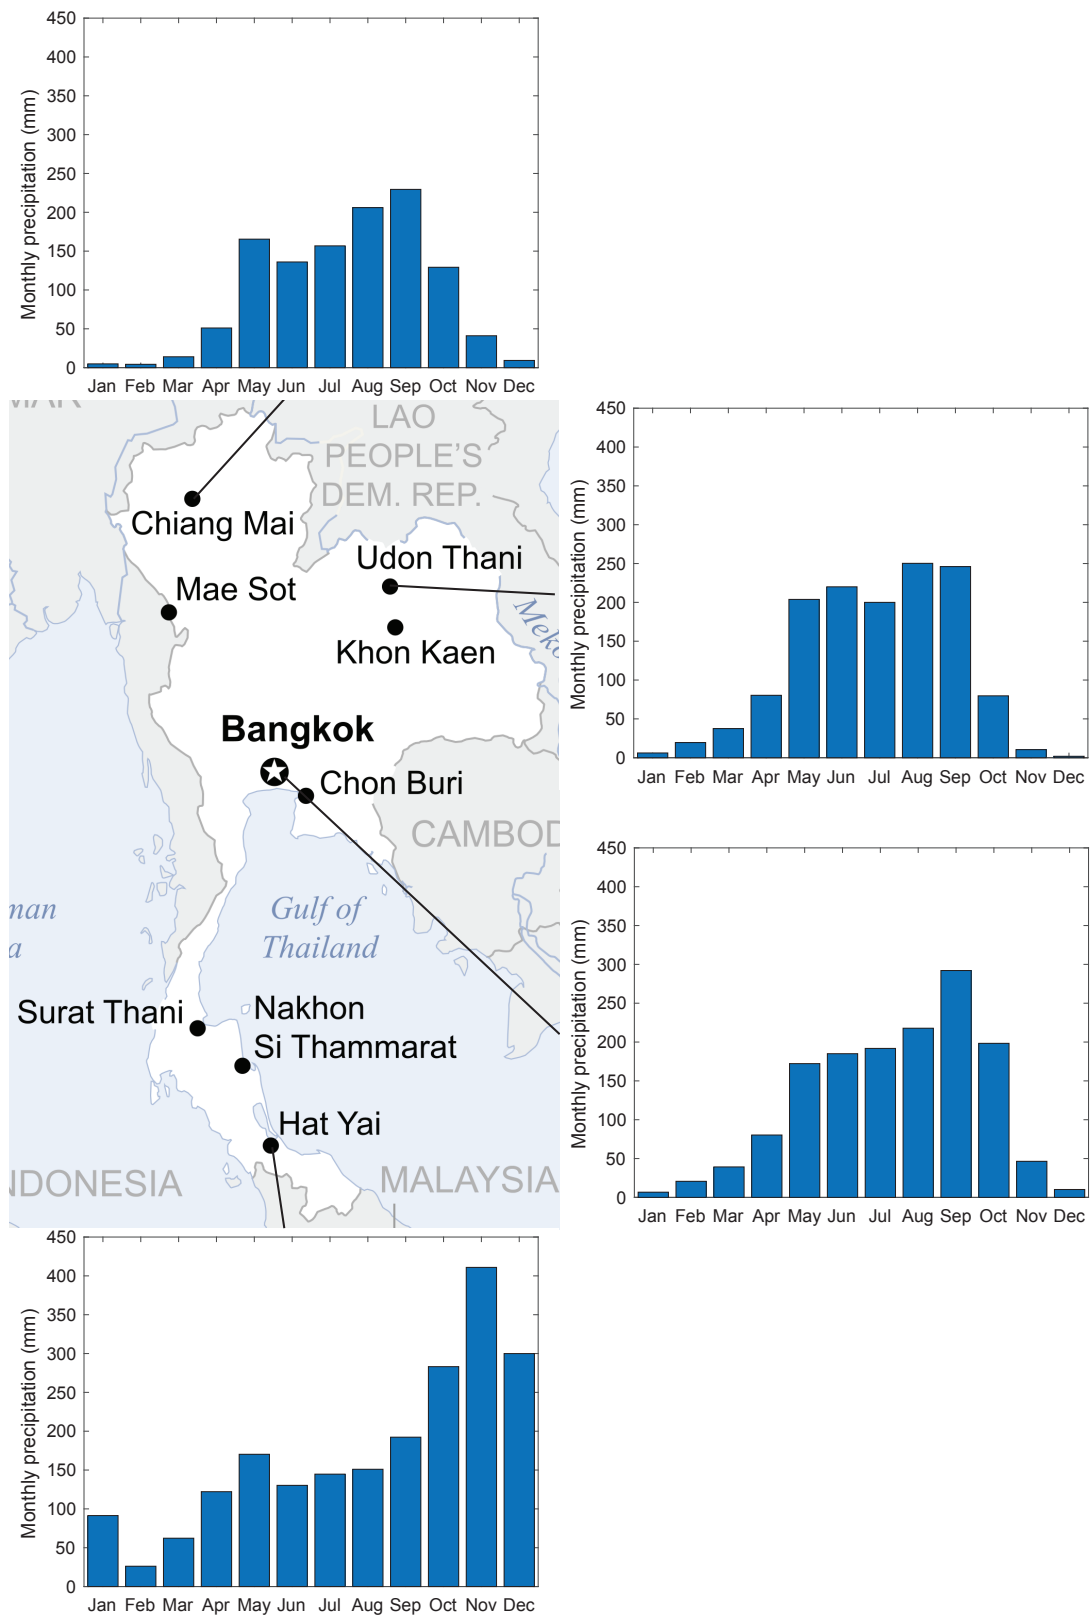 Monthly precipitation (mm)
450
400
350
300
250
200
150
100
50
0
Jan Feb Mar Apr May Jun Jul Aug Sep Oct Nov Dec
LAO
PEOPLE'S
DEM. REP.
Chiang Mai
Udon Thani
Mae Sot
Khon Kaen
Bangkok
Chon Buri
Gulf of
Thailand
Surat Thani
Nakhon
Si Thammarat
Hat Yai
MALAYSIA
Monthly precipitation (mm)
450
400
350
300
250
200
150
100
50
0
Jan Feb Mar Apr May Jun Jul Aug Sep Oct Nov Dec
Monthly precipitation (mm)
450
400
350
300
250
200
150
100
50
0
Jan Feb Mar Apr May Jun Jul Aug Sep Oct Nov Dec
Monthly precipitation (mm)
450
400
350
300
250
200
150
100
50
0
Jan Feb Mar Apr May Jun Jul Aug Sep Oct Nov Dec